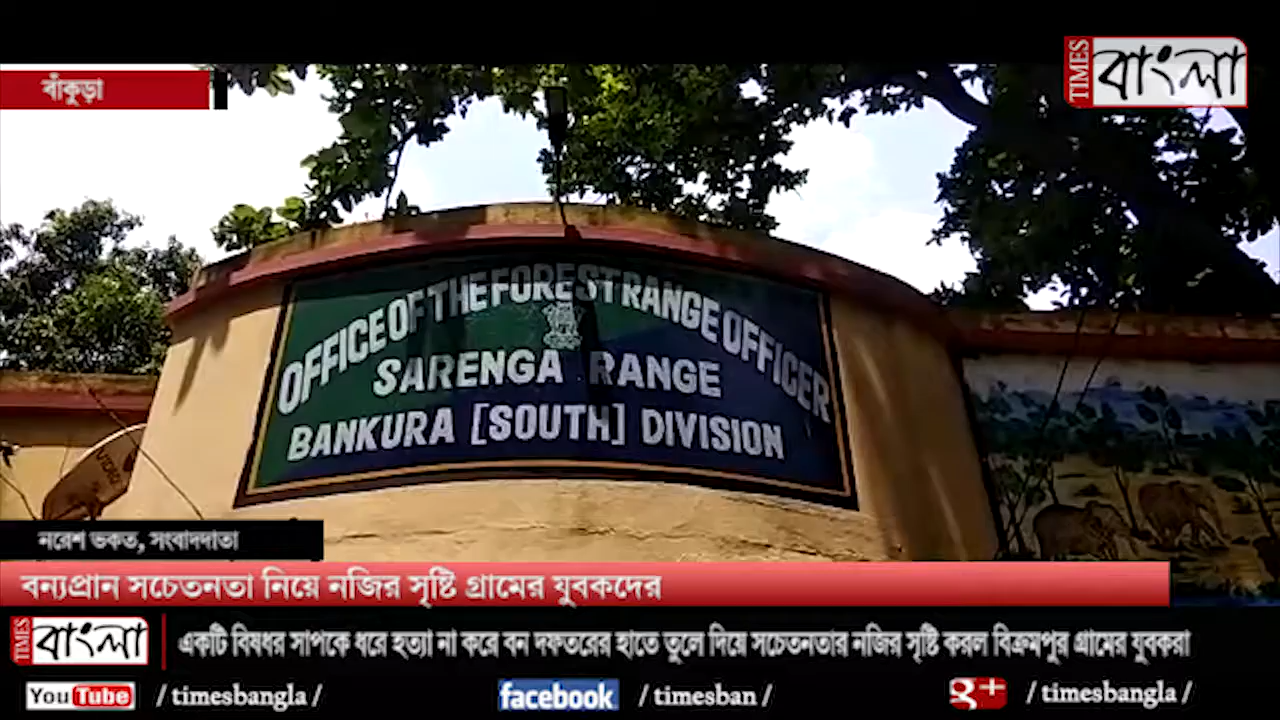 বাঁকুড়া
TIMES বাংলা
OFFICE OF THE FOREST RANGE OFFICER
SARENGA RANGE
BANKURA [SOUTH] DIVISION
নরেশ ভকত, সংবাদদাতা
বন্যপ্রান সচেতনতা নিয়ে নজির সৃষ্টি গ্রামের যুবকদের
TIMES বাংলা
একটি বিষধর সাপকে ধরে হত্যা না করে বন দফতরের হাতে তুলে দিয়ে সচেতনতার নজির সৃষ্টি করল বিক্রমপুর গ্রামের যুবকরা
YouTube / timesbangla / facebook / timesban / g+ / timesbangla /